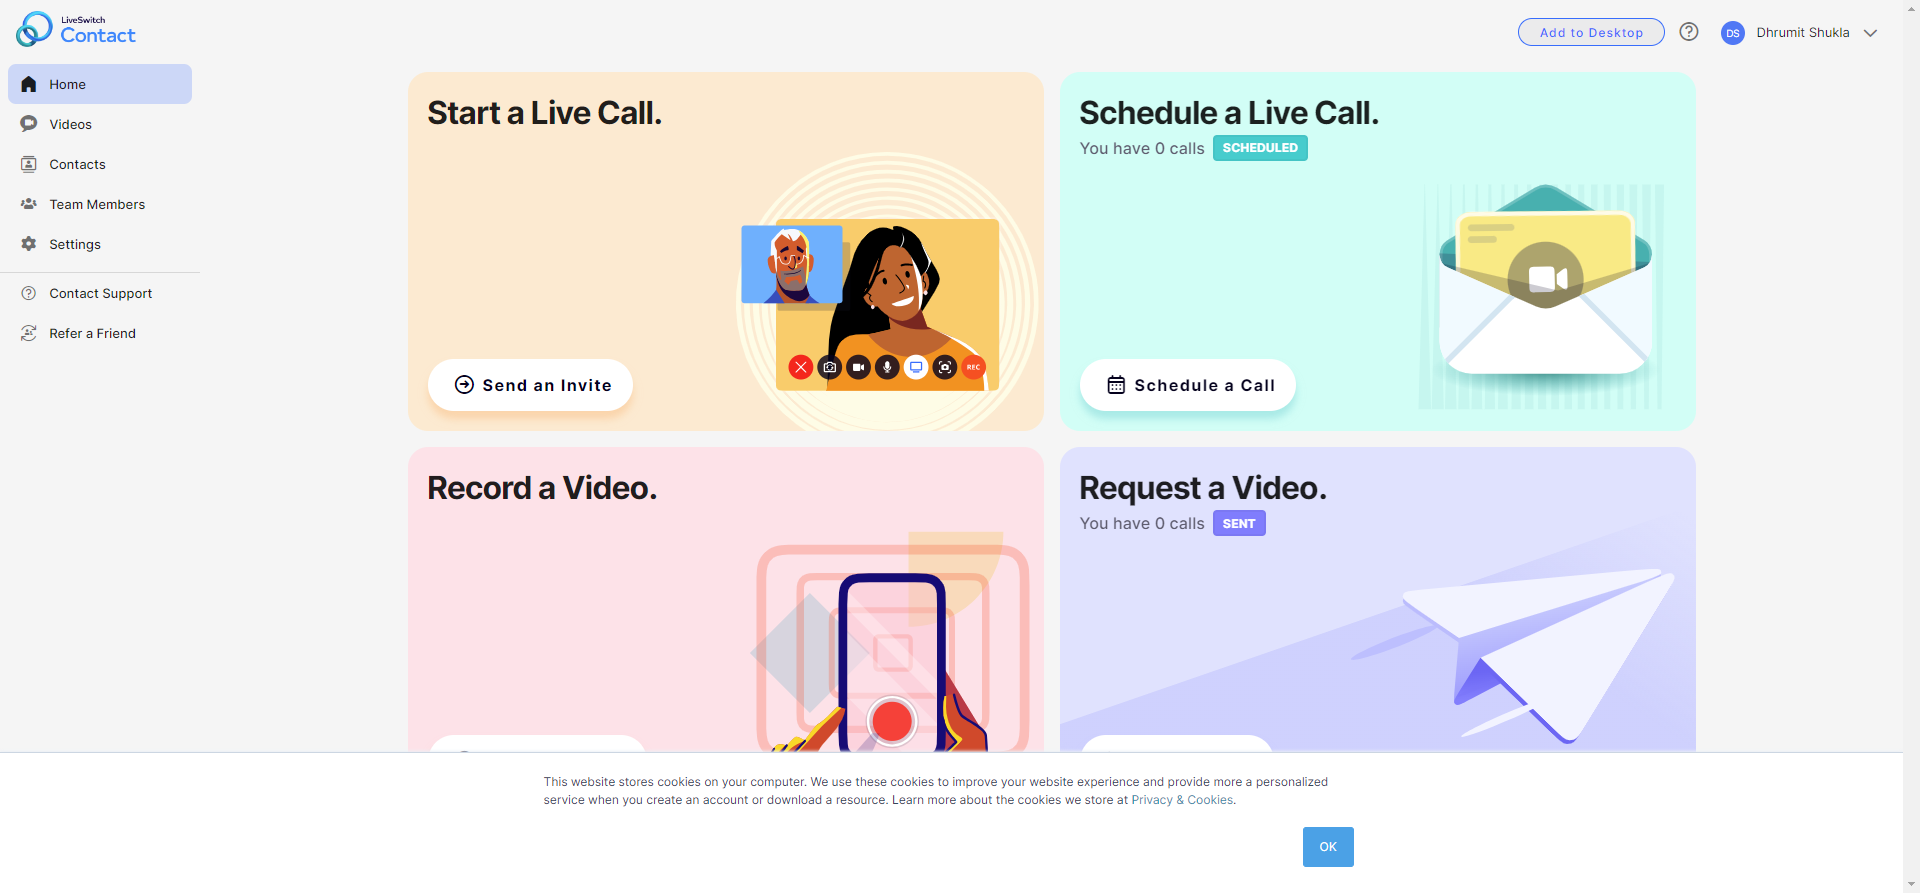 LiveSwitch
Contact
Add to Desktop
DS
Dhrumit Shukla
Home
Videos
Contacts
Team Members
Settings
Contact Support
Refer a Friend
Start a Live Call.
REC
Send an Invite
Schedule a Live Call.
You have 0 calls SCHEDULED
Schedule a Call
Record a Video.
Request a Video.
You have 0 calls SENT
This website stores cookies on your computer. We use these cookies to improve your website experience and provide more a personalized
service when you create an account or download a resource. Learn more about the cookies we store at Privacy & Cookies.
OK